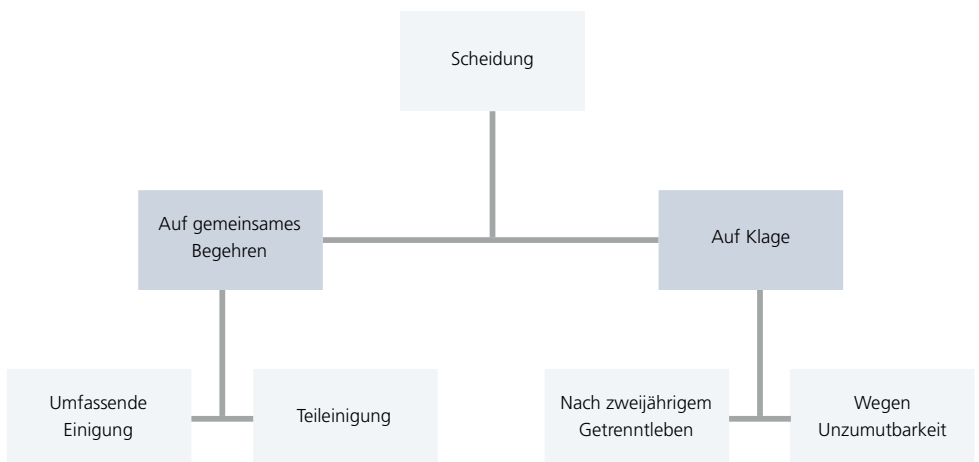 Scheidung
Auf gemeinsames
Begehren
Auf Klage
Umfassende
Einigung
Teileinigung
Nach zweijährigem
Getrenntleben
Wegen
Unzumutbarkeit